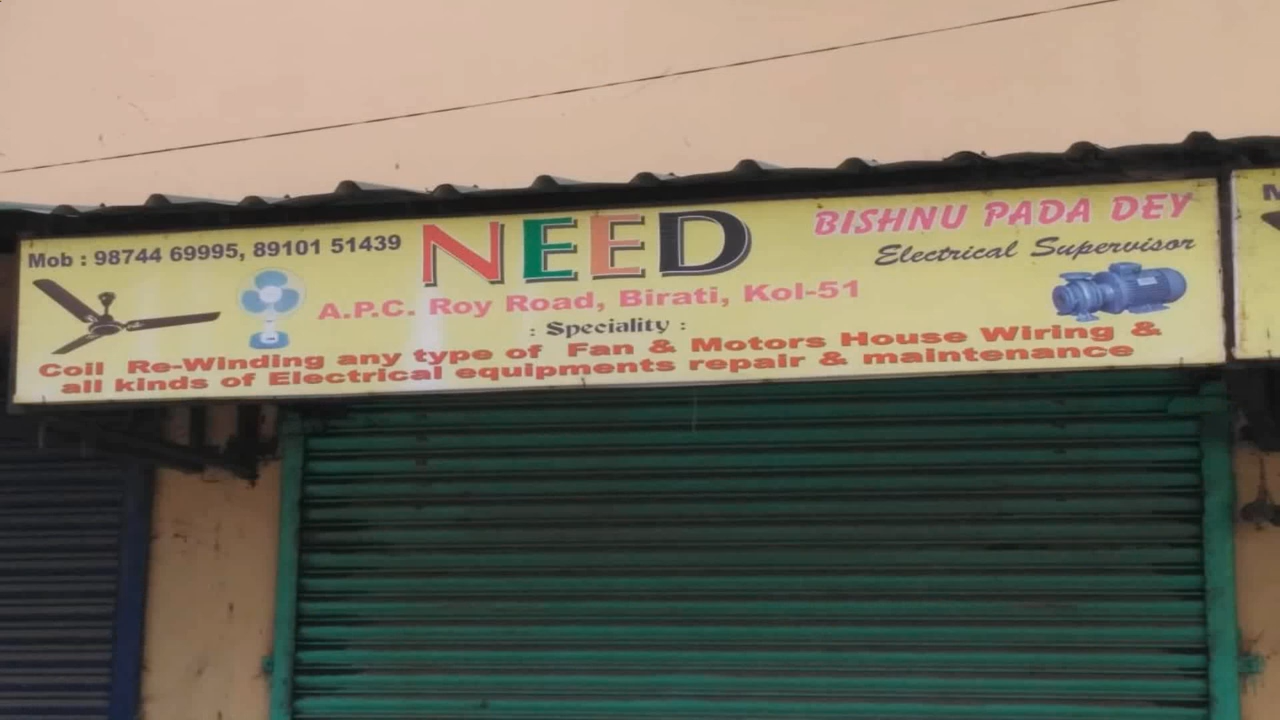 Mob : 98744 69995, 89101 51439
NEED
BISHNU PADA DEY
Electrical Supervisor
A.P.C. Roy Road, Birati, Kol-51
: Speciality :
Coil Re-Winding any type of Fan & Motors House Wiring &
all kinds of Electrical equipments repair & maintenance